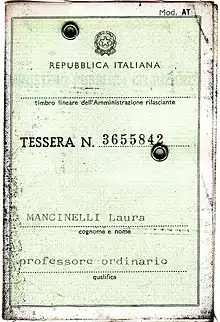 Mod. AT
REPUBBLICA ITALIANA
timbro lineare dell'Amministrazione rilasciante
TESSERA N. 3655842
MANCINELLI Laura
cognome e nome
professore ordinario
qualifica